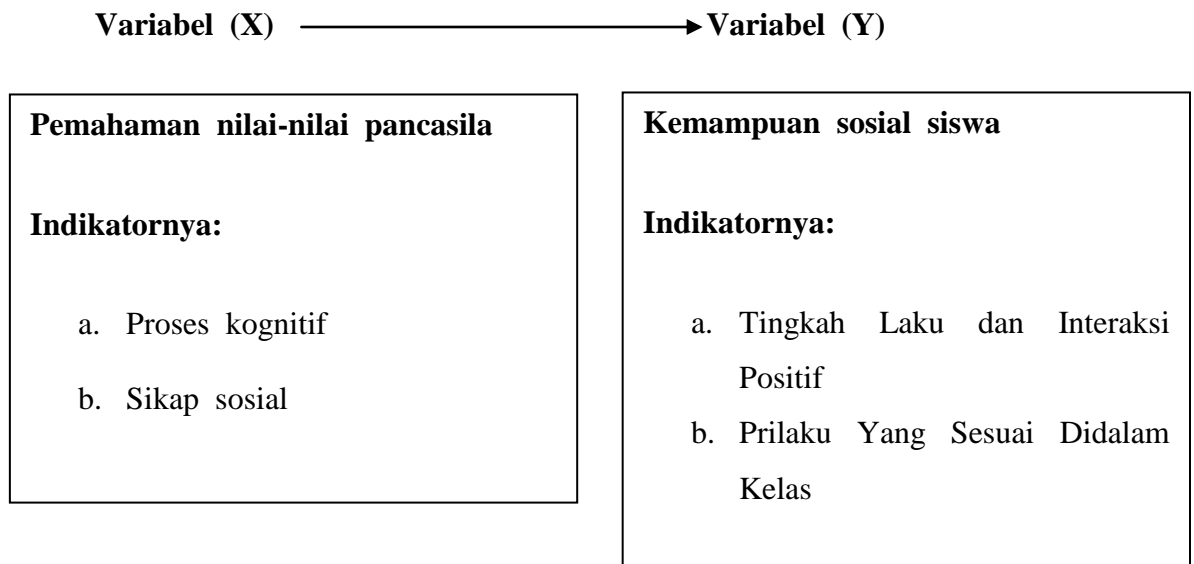 Variabel (X) Variabel (Y)
Pemahaman nilai-nilai pancasila
Indikatornya:
a. Proses kognitif
b. Sikap sosial
Kemampuan sosial siswa
Indikatornya:
a. Tingkah Laku dan Interaksi
Positif
b. Prilaku Yang Sesuai Didalam
Kelas